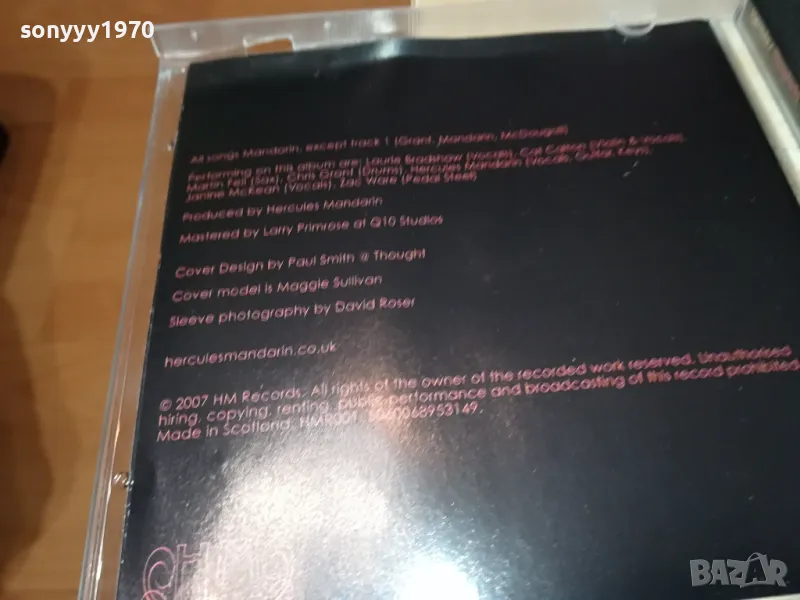 sonyyy1970
All songs Mandarin, except track 1 (Grant, Mandarin, McDougall)
Performing on this album are: Laurie Bradshaw (Vocals), Cat Calton (Violin & Vocals),
Martin Fell (Sax), Chris Grant (Drums), Hercules Mandarin (Vocals, Guitar, Keys),
Janine McKean (Vocals), Zac Ware (Pedal Steel)
Produced by Hercules Mandarin
Mastered by Larry Primrose at Q10 Studios
Cover Design by Paul Smith @ Thought
Cover model is Maggie Sullivan
Sleeve photography by David Roser
herculesmandarin.co.uk
© 2007 HM Records. All rights of the owner of the recorded work reserved. Unauthorised
hiring, copying, renting, public performance and broadcasting of this record prohibited.
Made in Scotland. HMR001 5060068953149.
BAZAR